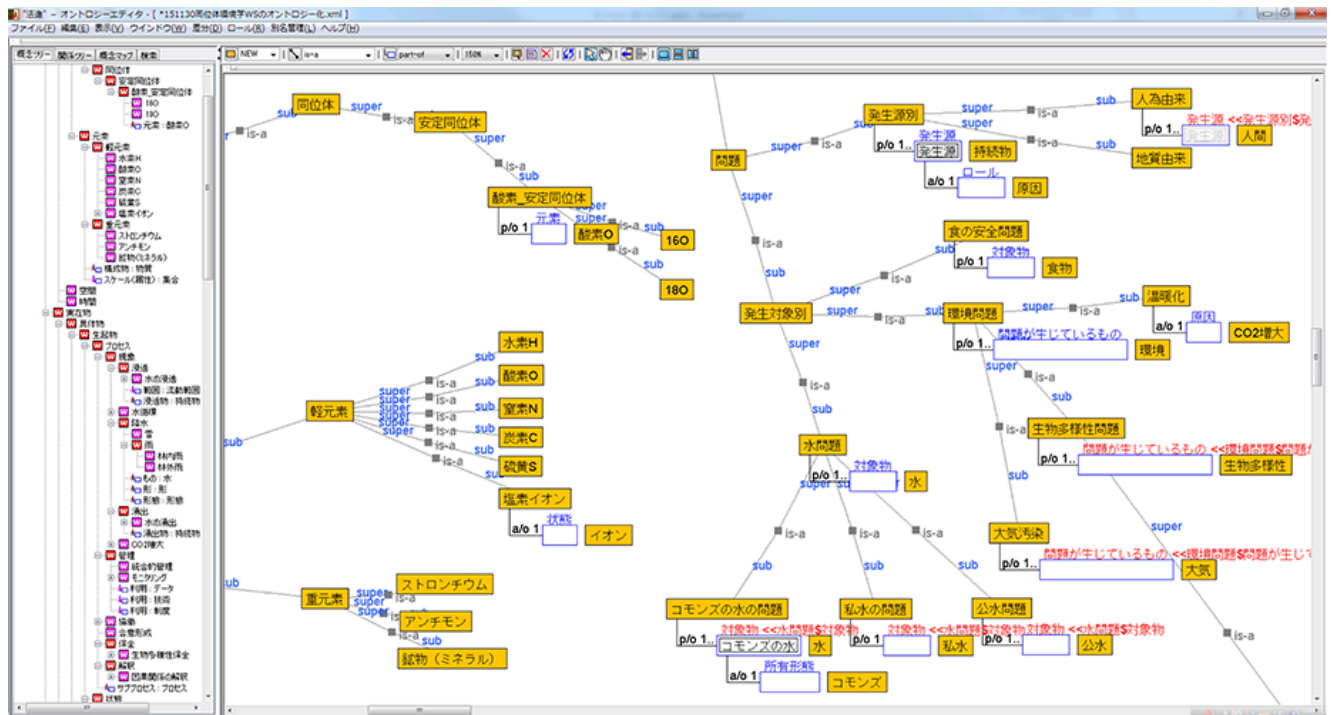 "法造" - オントロジーエディタ - [ *151130同位体環境学WSのオントロジー化.xml ]
ファイル(F) 編集(E) 表示(V) ウインドウ(W) 差分(D) ロール(R) 別名管理(L) ヘルプ(H)
概念ツリー 関係ツリー 概念マップ 検索
NEW is-a part-of 150%
同位体
安定同位体
酸素_安定同位体
16O
18O
元素 : 酸素O
元素
軽元素
水素H
酸素O
窒素N
炭素C
硫黄S
塩素イオン
重元素
ストロンチウム
アンチモン
鉱物(ミネラル)
構成物 : 物質
スケール(属性) : 集合
空間
時間
実在物
具体物
生起物
プロセス
現象
浸透
水の浸透
範囲 : 流動範囲
浸透物 : 持続物
水循環
降水
雪
雨
林内雨
林外雨
もの : 水
形 : 形
形態 : 形態
湧出
水の湧出
湧出物 : 持続物
CO2増大
管理
統合的管理
モニタリング
利用 : データ
利用 : 技術
利用 : 制度
協働
合意形成
保全
生物多様性保全
解釈
因果関係の解釈
サブプロセス : プロセス
状態
同位体
super
is-a
sub
is-a
安定同位体
super
is-a
sub
酸素_安定同位体
super
p/o 1
元素
酸素O
super
is-a
sub
16O
is-a
sub
18O
水素H
酸素O
窒素N
炭素C
硫黄S
塩素イオン
a/o 1
状態
イオン
軽元素
super
super
super
super
super
is-a
is-a
is-a
is-a
is-a
is-a
sub
sub
sub
sub
sub
sub
sub
重元素
super
super
super
is-a
is-a
is-a
sub
ストロンチウム
アンチモン
sub
鉱物（ミネラル）
問題
super
is-a
sub
発生源別
p/o 1..
発生源
発生源
持続物
a/o 1
ロール
原因
super
is-a
sub
人為由来
p/o 1..
発生源 <<発生源別$発
発生源
人間
super
is-a
sub
地質由来
super
is-a
sub
発生対象別
super
is-a
sub
食の安全問題
p/o 1
対象物
食物
super
is-a
sub
環境問題
p/o 1..
問題が生じているもの
環境
super
is-a
sub
温暖化
a/o 1
原因
CO2増大
is-a
sub
生物多様性問題
p/o 1..
問題が生じているもの <<環境問題$問題が
生物多様性
is-a
sub
大気汚染
p/o 1..
問題が生じているもの <<環境問題$問題が生じて
大気
super
is-a
super
is-a
sub
水問題
p/o 1..
対象物
水
super
super
is-a
is-a
is-a
sub
sub
sub
コモンズの水の問題
p/o 1..
対象物 <<水問題$対象物
コモンズの水
水
a/o 1
所有形態
コモンズ
私水の問題
p/o 1..
対象物 <<水問題$対象物
私水
公水問題
p/o 1..
対象物 <<水問題$対象物
公水